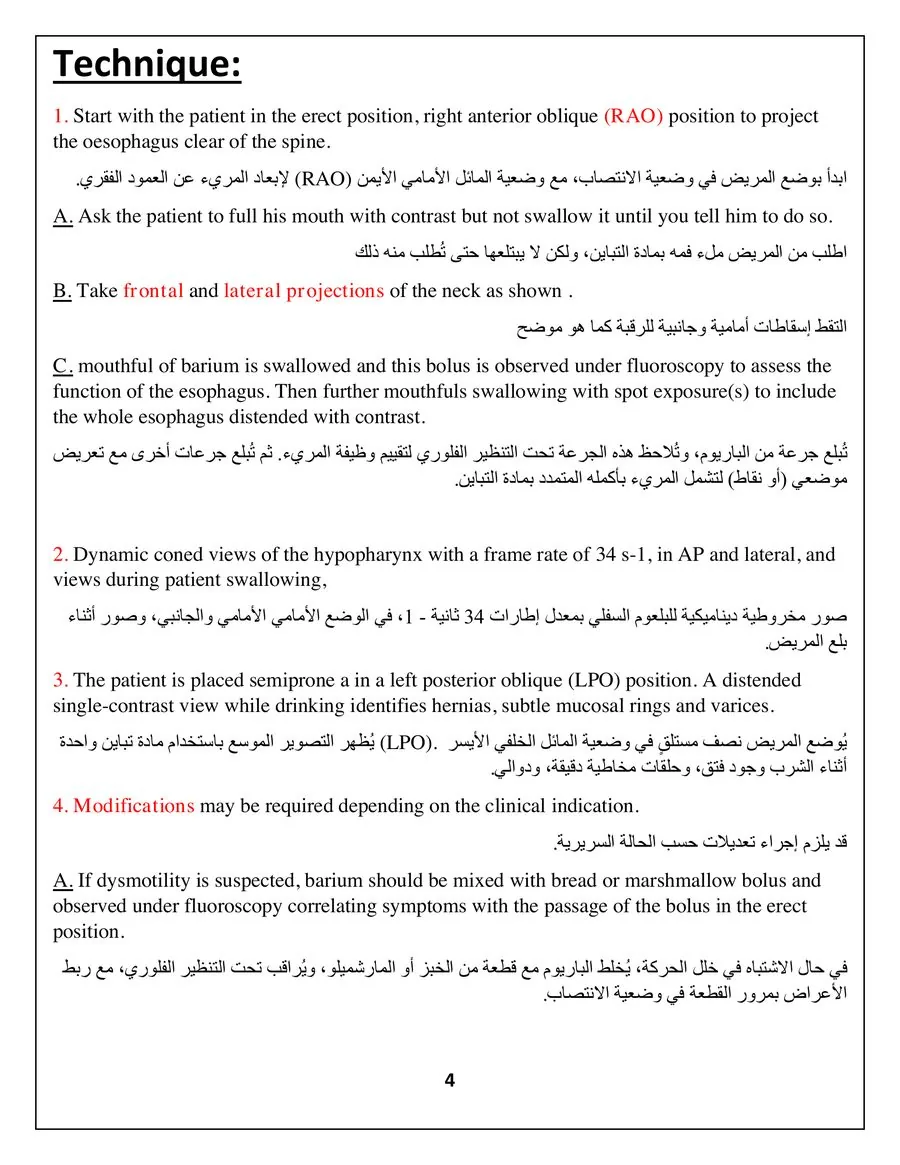 Technique:
1. Start with the patient in the erect position, right anterior oblique (RAO) position to project
the oesophagus clear of the spine.
ابدأ بوضع المريض في وضعية الانتصاب، مع وضعية المائل الأمامي الأيمن (RAO) لإبعاد المريء عن العمود الفقري.
A. Ask the patient to full his mouth with contrast but not swallow it until you tell him to do so.
اطلب من المريض ملء فمه بمادة التباين، ولكن لا يبتلعها حتى تُطلب منه ذلك
B. Take frontal and lateral projections of the neck as shown .
التقط إسقاطات أمامية وجانبية للرقبة كما هو موضح
C. mouthful of barium is swallowed and this bolus is observed under fluoroscopy to assess the
function of the esophagus. Then further mouthfuls swallowing with spot exposure(s) to include
the whole esophagus distended with contrast.
تُبلع جرعة من الباريوم، وتُلاحظ هذه الجرعة تحت التنظير الفلوري لتقييم وظيفة المريء. ثم تُبلع جرعات أخرى مع تعريض
موضعي (أو نقاط) لتشمل المريء بأكمله المتمدد بمادة التباين.
2. Dynamic coned views of the hypopharynx with a frame rate of 34 s-1, in AP and lateral, and
views during patient swallowing,
صور مخروطية ديناميكية للبلعوم السفلي بمعدل إطارات 34 ثانية - 1، في الوضع الأمامي الأمامي والجانبي، وصور أثناء
بلع المريض.
3. The patient is placed semiprone a in a left posterior oblique (LPO) position. A distended
single-contrast view while drinking identifies hernias, subtle mucosal rings and varices.
يُوضع المريض نصف مستلقٍ في وضعية المائل الخلفي الأيسر .(LPO) يُظهر التصوير الموسع باستخدام مادة تباين واحدة
أثناء الشرب وجود فتق، وحلقات مخاطية دقيقة، ودوالي.
4. Modifications may be required depending on the clinical indication.
قد يلزم إجراء تعديلات حسب الحالة السريرية.
A. If dysmotility is suspected, barium should be mixed with bread or marshmallow bolus and
observed under fluoroscopy correlating symptoms with the passage of the bolus in the erect
position.
في حال الاشتباه في خلل الحركة، يُخلط الباريوم مع قطعة من الخبز أو المارشميلو، ويُراقب تحت التنظير الفلوري، مع ربط
الأعراض بمرور القطعة في وضعية الانتصاب.
4